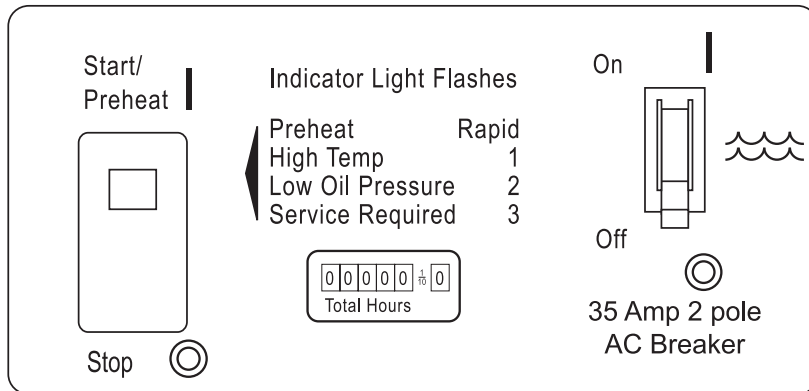 Start/
Preheat
Stop
Indicator Light Flashes
Preheat Rapid
High Temp 1
Low Oil Pressure 2
Service Required 3
0 0 0 0 0 1/10 0
Total Hours
On
Off
35 Amp 2 pole
AC Breaker